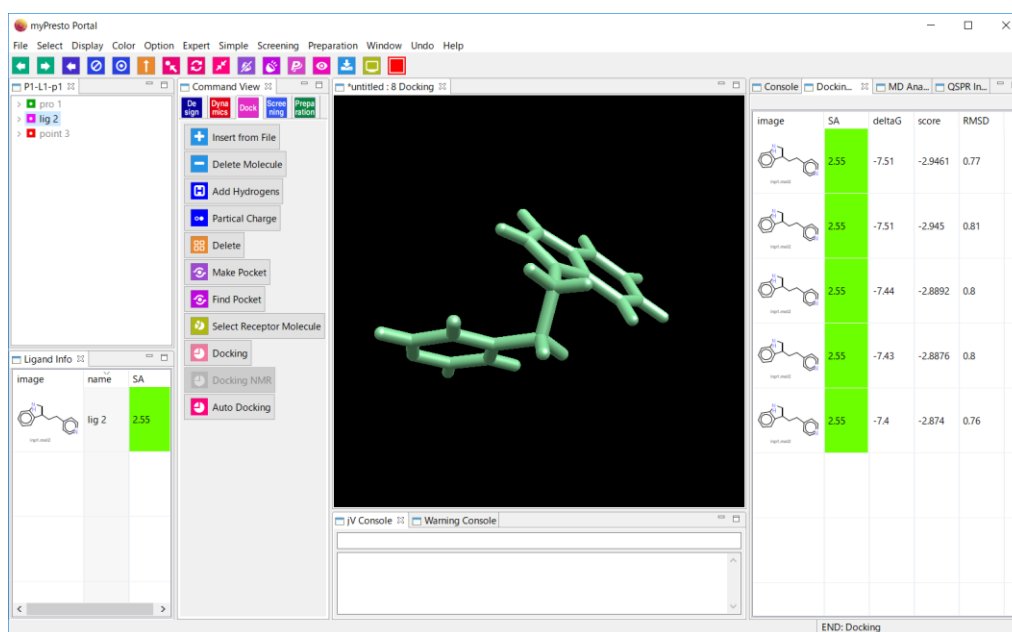 myPresto Portal
File Select Display Color Option Expert Simple Screening Preparation Window Undo Help
P1-L1-p1
pro 1
lig 2
point 3
Ligand Info
image name SA
lig 2 2.55
Command View
De sign Dyna mics Dock Scree ning Prepa ration
Insert from File
Delete Molecule
Add Hydrogens
Partical Charge
Delete
Make Pocket
Find Pocket
Select Receptor Molecule
Docking
Docking NMR
Auto Docking
*untitled : 8 Docking
jV Console Warning Console
Console Dockin... MD Ana... QSPR In...
image SA deltaG score RMSD
2.55 -7.51 -2.9461 0.77
2.55 -7.51 -2.945 0.81
2.55 -7.44 -2.8892 0.8
2.55 -7.43 -2.8876 0.8
2.55 -7.4 -2.874 0.76
END: Docking